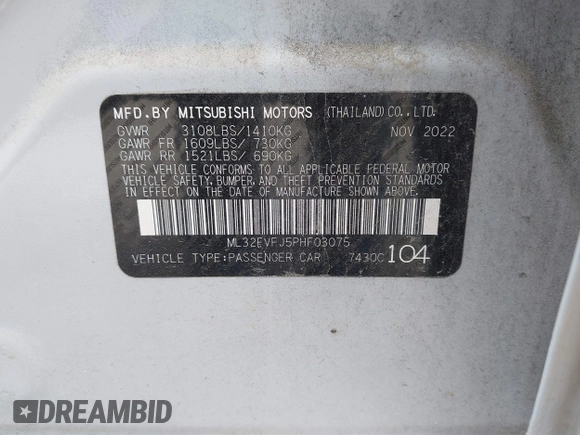 MFD.BY MITSUBISHI MOTORS (THAILAND) CO., LTD.
GVWR 3108LBS/1410KG NOV 2022
GAWR FR 1609LBS/ 730KG
GAWR RR 1521LBS/ 690KG
THIS VEHICLE CONFORMS TO ALL APPLICABLE FEDERAL MOTOR
VEHICLE SAFETY, BUMPER, AND THEFT PREVENTION STANDARDS
IN EFFECT ON THE DATE OF MANUFACTURE SHOWN ABOVE.
ML32EVFJ5PHF03075
VEHICLE TYPE:PASSENGER CAR 7430C 104
DREAMBID